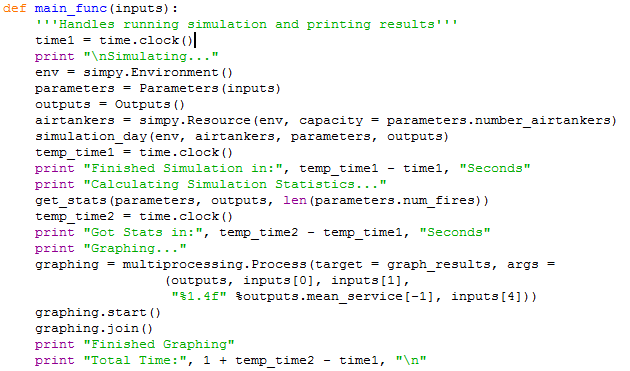 def main_func(inputs):
    '''Handles running simulation and printing results'''
    time1 = time.clock()
    print "\nSimulating..."
    env = simpy.Environment()
    parameters = Parameters(inputs)
    outputs = Outputs()
    airtankers = simpy.Resource(env, capacity = parameters.number_airtankers)
    simulation_day(env, airtankers, parameters, outputs)
    temp_time1 = time.clock()
    print "Finished Simulation in:", temp_time1 - time1, "Seconds"
    print "Calculating Simulation Statistics..."
    get_stats(parameters, outputs, len(parameters.num_fires))
    temp_time2 = time.clock()
    print "Got Stats in:", temp_time2 - temp_time1, "Seconds"
    print "Graphing..."
    graphing = multiprocessing.Process(target = graph_results, args =
                    (outputs, inputs[0], inputs[1],
                     "%1.4f" %outputs.mean_service[-1], inputs[4]))
    graphing.start()
    graphing.join()
    print "Finished Graphing"
    print "Total Time:", 1 + temp_time2 - time1, "\n"